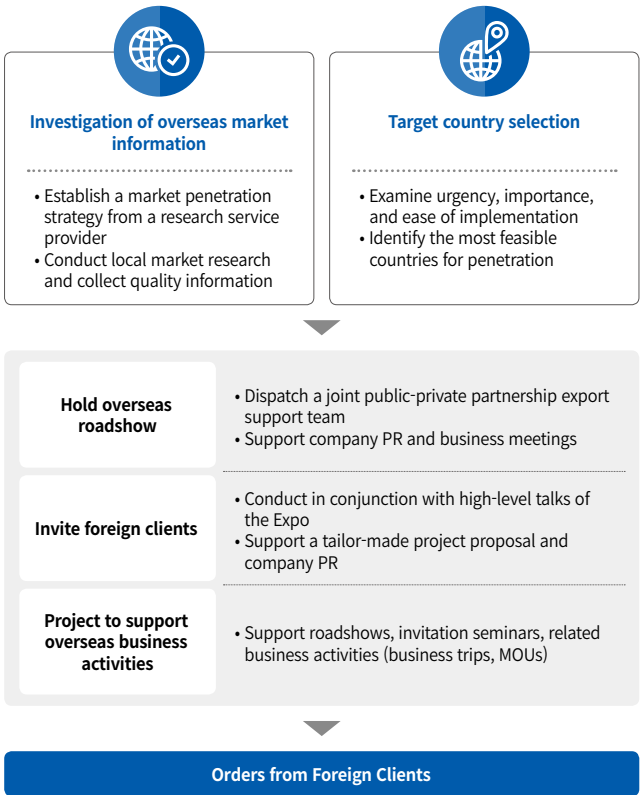 Investigation of overseas market
information
• Establish a market penetration
strategy from a research service
provider
• Conduct local market research
and collect quality information
Target country selection
• Examine urgency, importance,
and ease of implementation
• Identify the most feasible
countries for penetration
Hold overseas
roadshow
• Dispatch a joint public-private partnership export
support team
• Support company PR and business meetings
Invite foreign clients
• Conduct in conjunction with high-level talks of
the Expo
• Support a tailor-made project proposal and
company PR
Project to support
overseas business
activities
• Support roadshows, invitation seminars, related
business activities (business trips, MOUs)
Orders from Foreign Clients